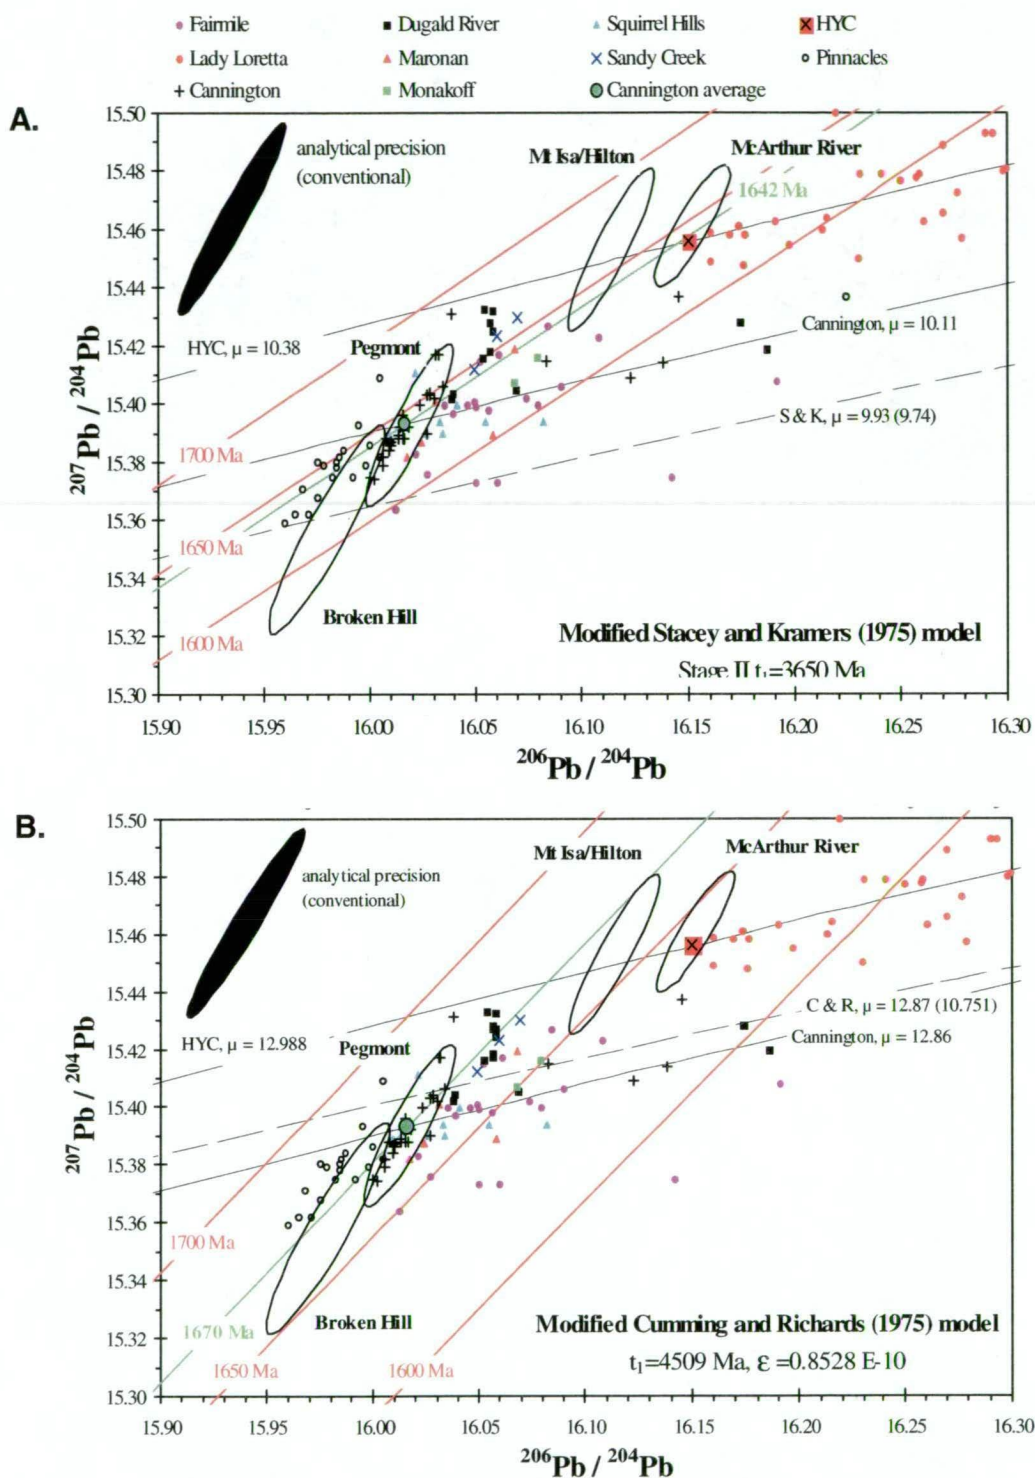 Fairmile Dugald River Squirrel Hills HYC
Lady Loretta Maronan Sandy Creek Pinnacles
Cannington Monakoff Cannington average
A.
15.50
15.48
15.46
15.44
15.42
15.40
15.38
15.36
15.34
15.32
15.30
207Pb / 204Pb
analytical precision
(conventional)
Mt Isa/Hilton
McArthur River
1642 Ma
HYC, µ = 10.38
Pegmont
Cannington, µ = 10.11
S & K, µ = 9.93 (9.74)
1700 Ma
1650 Ma
1600 Ma
Broken Hill
Modified Stacey and Kramers (1975) model
Stage II t1=3650 Ma
15.90 15.95 16.00 16.05 16.10 16.15 16.20 16.25 16.30
206Pb / 204Pb
B.
15.50
15.48
15.46
15.44
15.42
15.40
15.38
15.36
15.34
15.32
15.30
207Pb / 204Pb
analytical precision
(conventional)
Mt Isa/Hilton
McArthur River
HYC, µ = 12.988
Pegmont
C & R, µ = 12.87 (10.751)
Cannington, µ = 12.86
1700 Ma
1670 Ma
1650 Ma
1600 Ma
Broken Hill
Modified Cumming and Richards (1975) model
t1=4509 Ma, ε =0.8528 E-10
15.90 15.95 16.00 16.05 16.10 16.15 16.20 16.25 16.30
206Pb / 204Pb